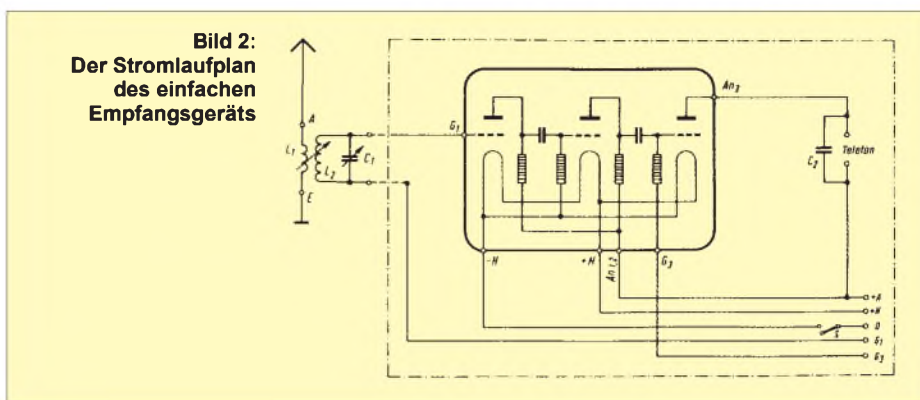 Bild 2:
Der Stromlaufplan
des einfachen
Empfangsgeräts
A
L₁
L₂
C₁
E
G₁
An₃
C₂
Telefon
-H
+H
An₁,₂
G₃
+A
+H
0
G₁
G₃